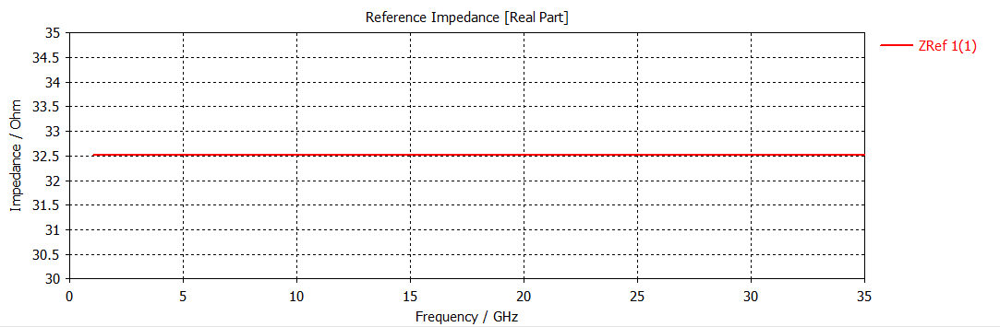 Reference Impedance [Real Part]
35
34.5
34
33.5
33
32.5
32
31.5
31
30.5
30
Impedance / Ohm
0 5 10 15 20 25 30 35
Frequency / GHz
ZRef 1(1)